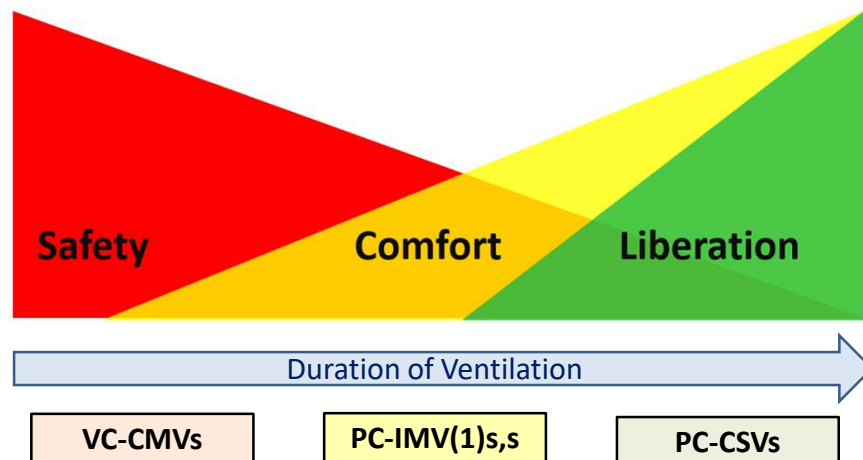 Safety Comfort Liberation
Duration of Ventilation
VC-CMVs PC-IMV(1)s,s PC-CSVs